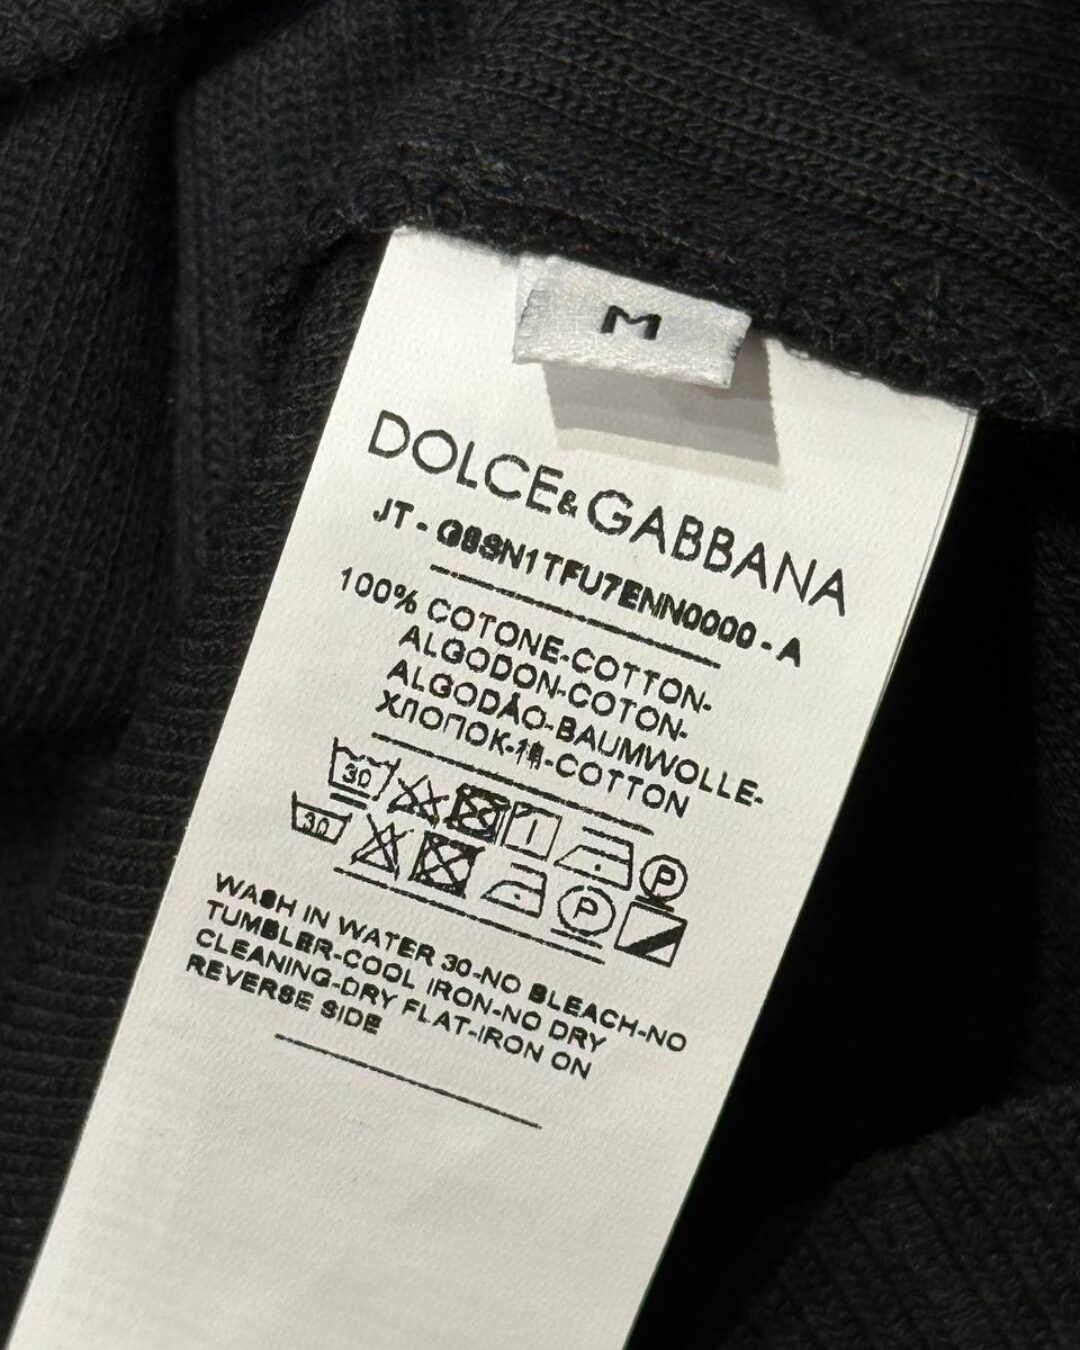 M
DOLCE&GABBANA
JT - G8SN1TFU7ENN0000 - A
100% COTONE-COTTON-
ALGODON-COTON-
ALGODÃO-BAUMWOLLE-
ХЛОПОК-棉-COTTON
30
P
30
P
WASH IN WATER 30-NO BLEACH-NO
TUMBLER-COOL IRON-NO DRY
CLEANING-DRY FLAT-IRON ON
REVERSE SIDE